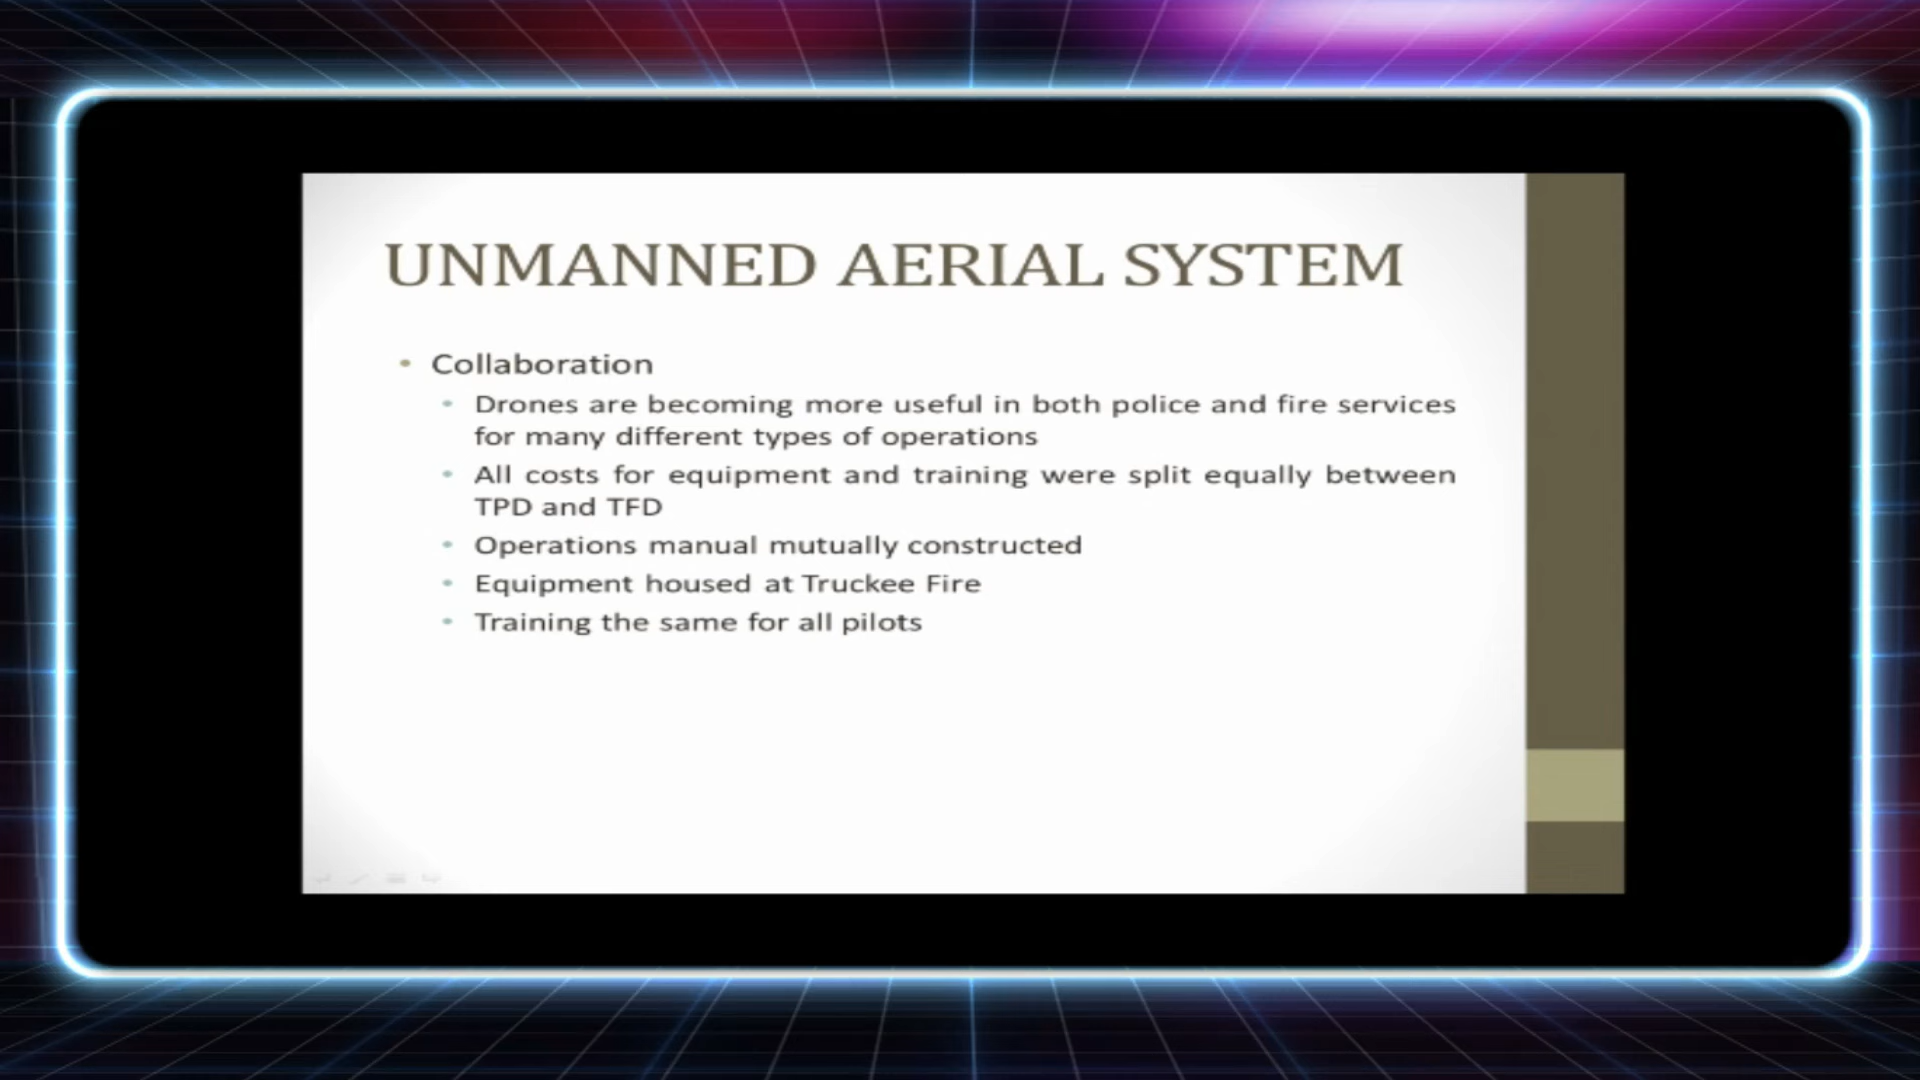 UNMANNED AERIAL SYSTEM
• Collaboration
• Drones are becoming more useful in both police and fire services
for many different types of operations
• All costs for equipment and training were split equally between
TPD and TFD
• Operations manual mutually constructed
• Equipment housed at Truckee Fire
• Training the same for all pilots